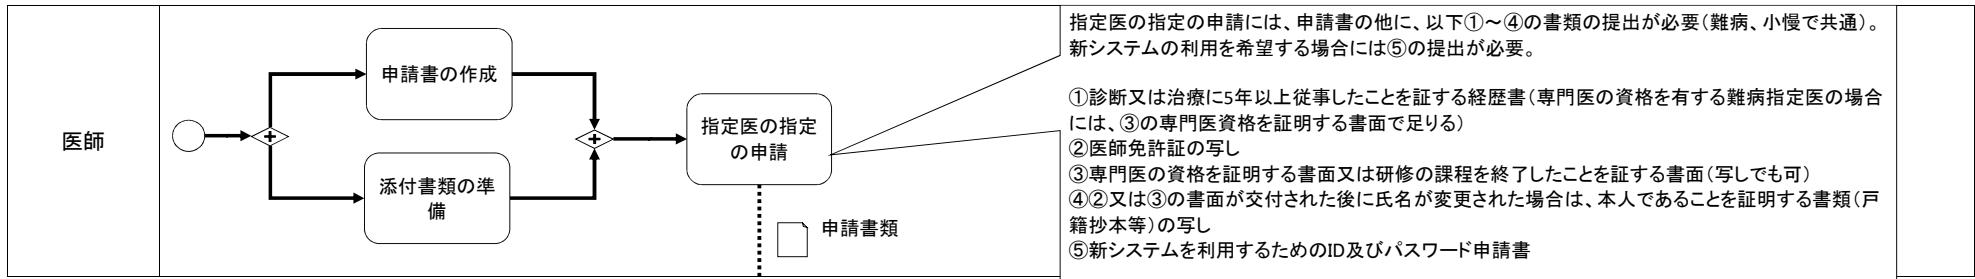 医師
申請書の作成
添付書類の準
備
指定医の指定
の申請
申請書類
指定医の指定の申請には、申請書の他に、以下①～④の書類の提出が必要（難病、小慢で共通）。
新システムの利用を希望する場合には⑤の提出が必要。
①診断又は治療に5年以上従事したことを証する経歴書（専門医の資格を有する難病指定医の場合
には、③の専門医資格を証明する書面で足りる）
②医師免許証の写し
③専門医の資格を証明する書面又は研修の課程を終了したことを証する書面（写しでも可）
④②又は③の書面が交付された後に氏名が変更された場合は、本人であることを証明する書類（戸
籍抄本等）の写し
⑤新システムを利用するためのID及びパスワード申請書